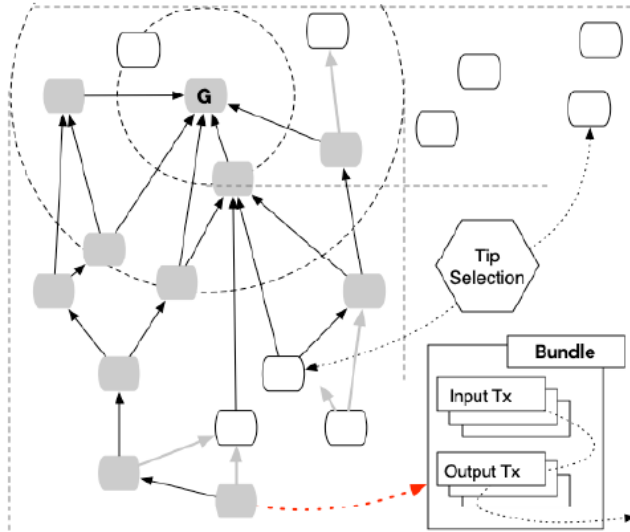 G
Tip
Selection
Bundle
Input Tx
Output Tx